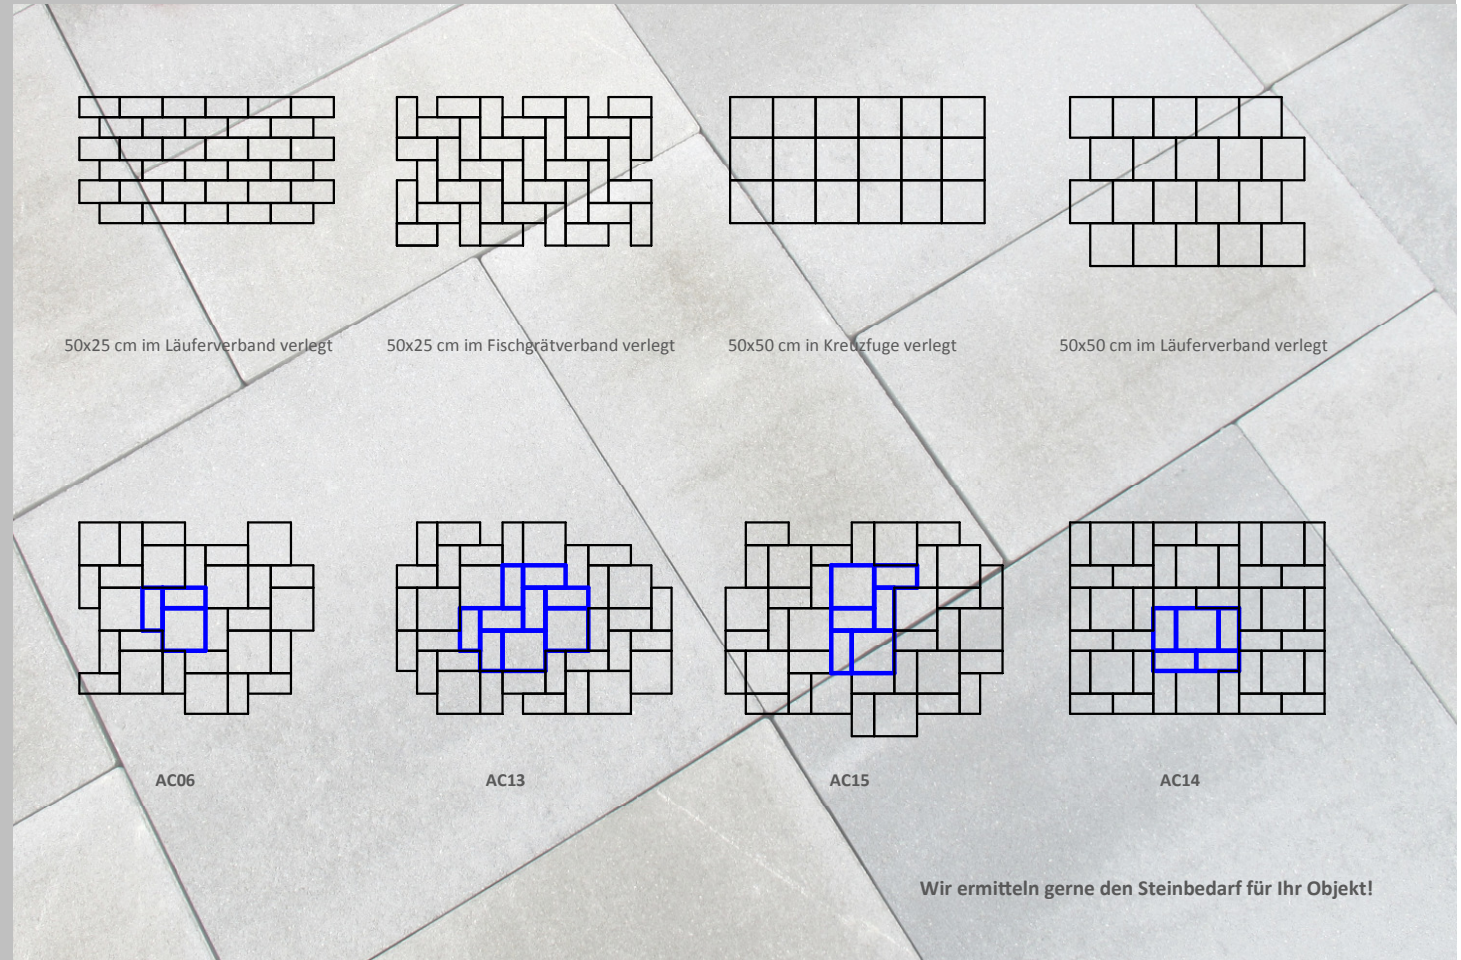 50x25 cm im Läuferverband verlegt
50x25 cm im Fischgrätverband verlegt
50x50 cm in Kreuzfuge verlegt
50x50 cm im Läuferverband verlegt
AC06
AC13
AC15
AC14
Wir ermitteln gerne den Steinbedarf für Ihr Objekt!